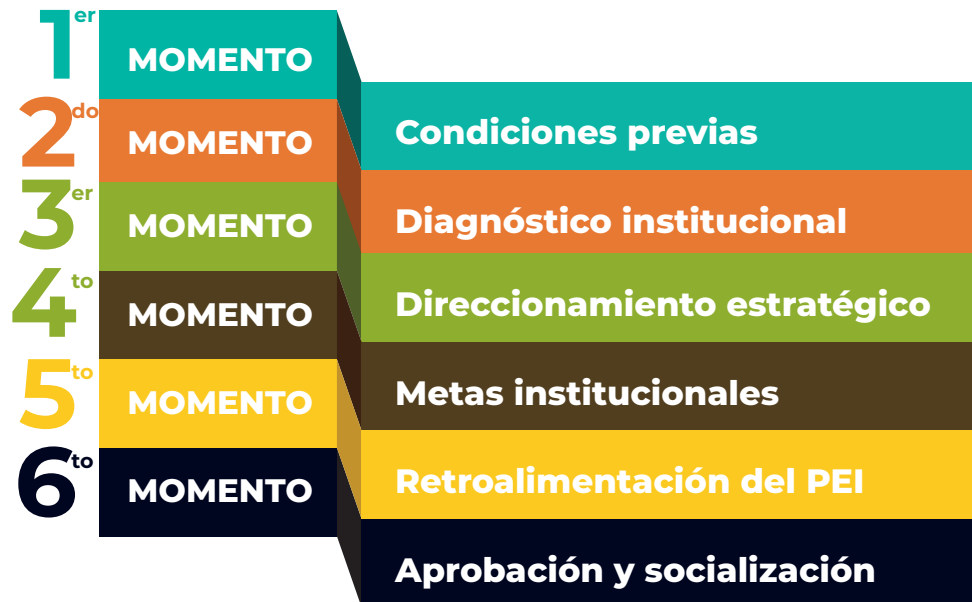 1er MOMENTO
Condiciones previas
2do MOMENTO
Diagnóstico institucional
3er MOMENTO
Direccionamiento estratégico
4to MOMENTO
Metas institucionales
5to MOMENTO
Retroalimentación del PEI
6to MOMENTO
Aprobación y socialización